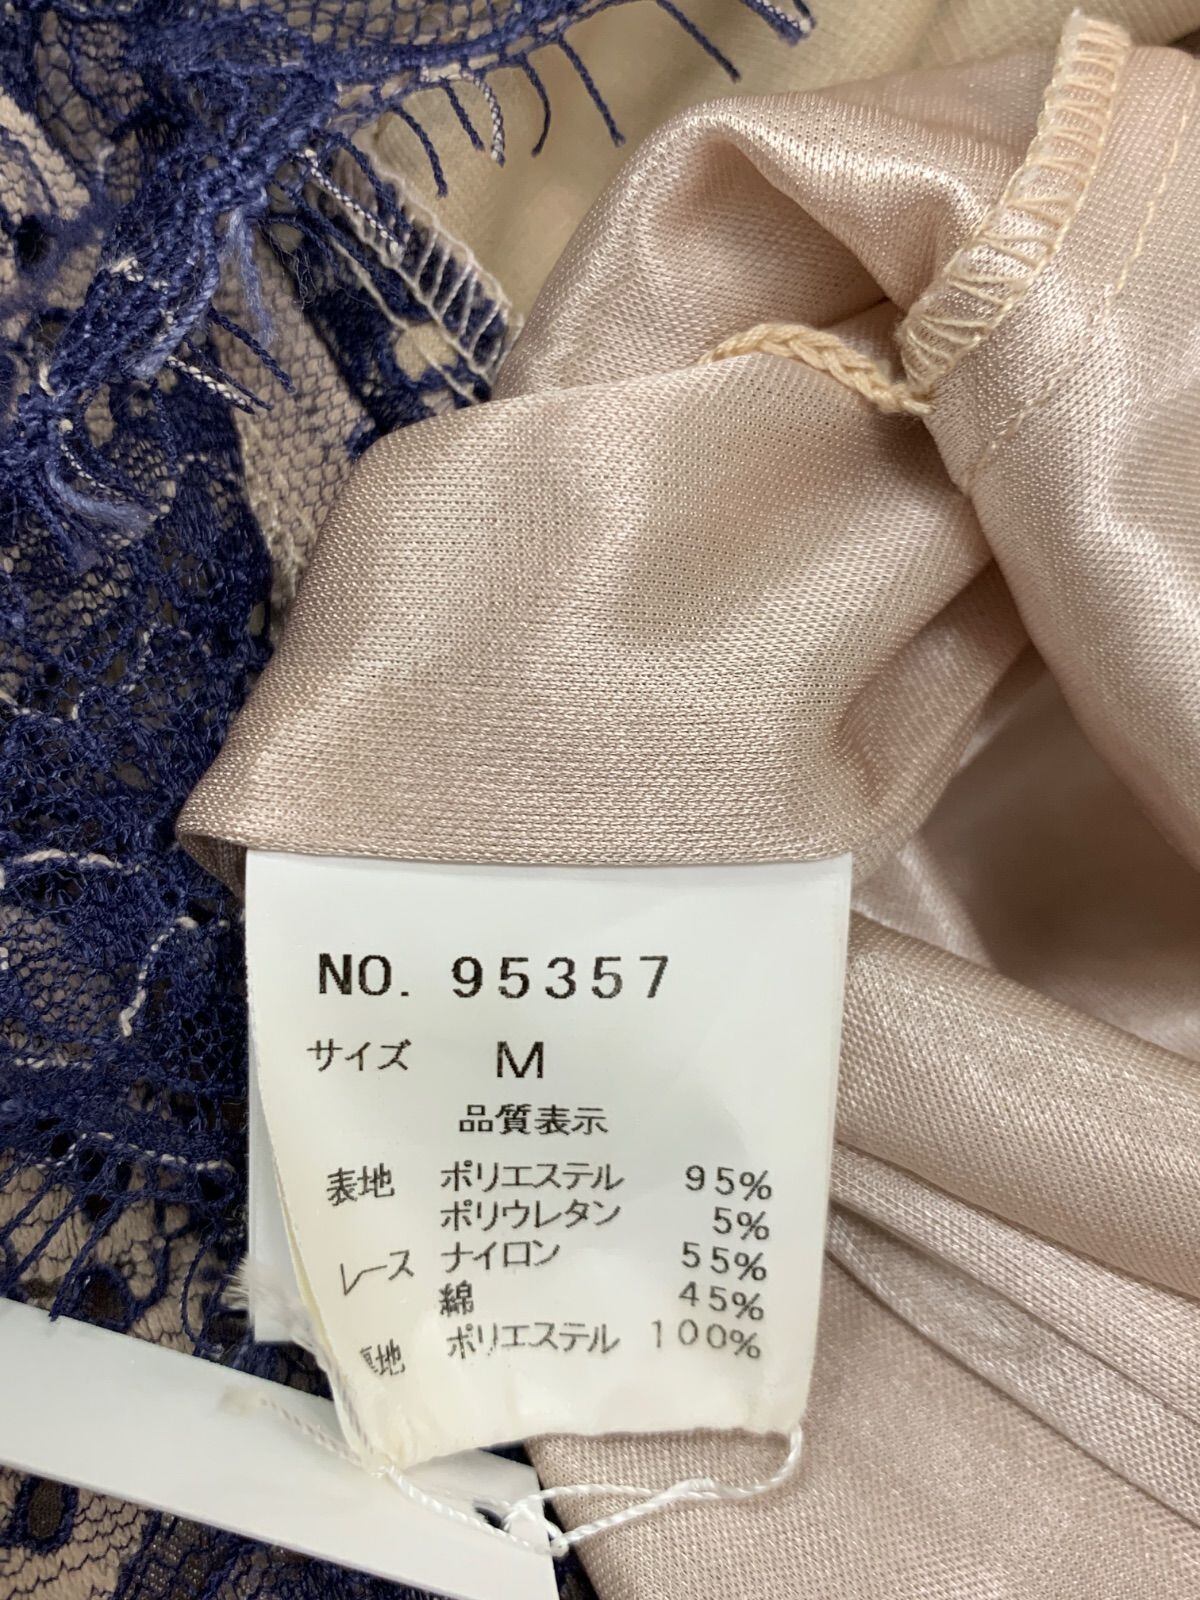 NO. 95357
サイズ M
品質表示
表地 ポリエステル 95%
ポリウレタン 5%
レース ナイロン 55%
綿 45%
裏地 ポリエステル 100%